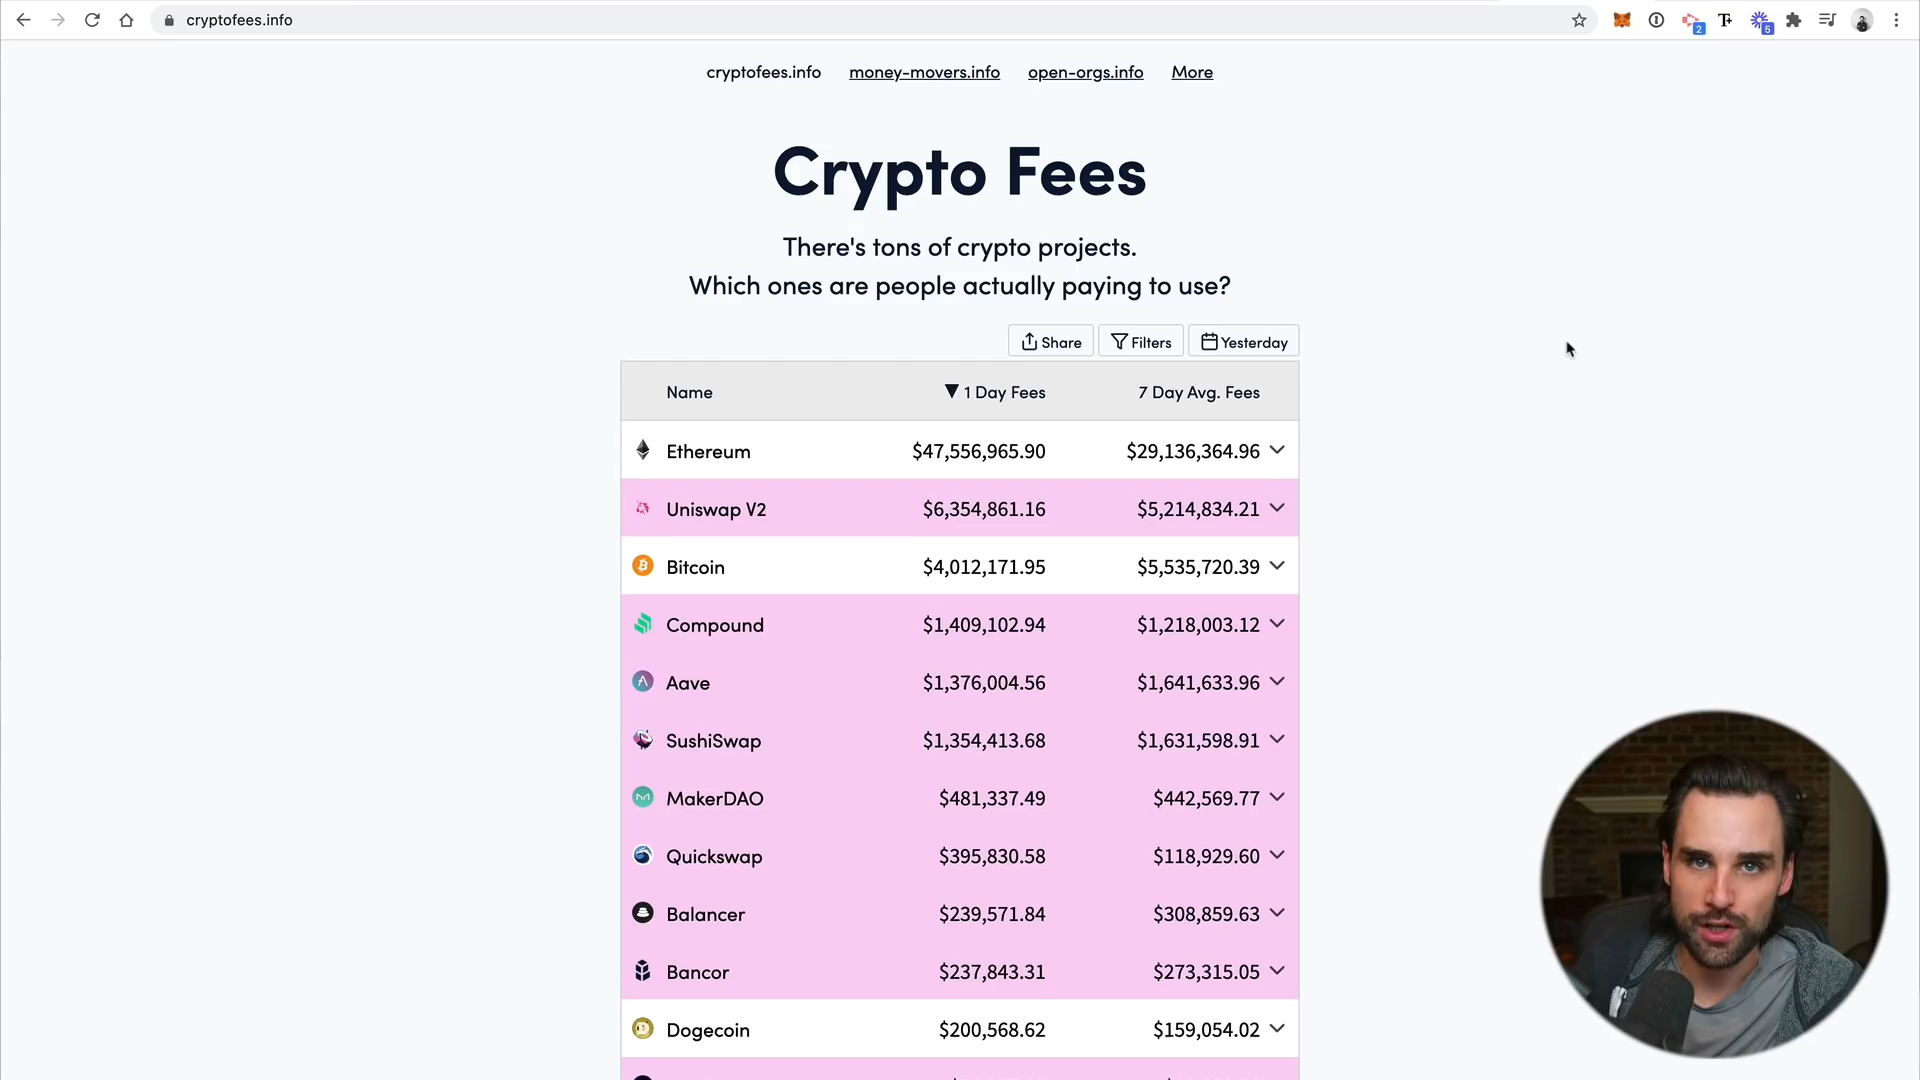 cryptofees.info
2
5
cryptofees.info money-movers.info open-orgs.info More
Crypto Fees
There's tons of crypto projects.
Which ones are people actually paying to use?
Share Filters Yesterday
Name ▼ 1 Day Fees 7 Day Avg. Fees
Ethereum $47,556,965.90 $29,136,364.96
Uniswap V2 $6,354,861.16 $5,214,834.21
Bitcoin $4,012,171.95 $5,535,720.39
Compound $1,409,102.94 $1,218,003.12
Aave $1,376,004.56 $1,641,633.96
SushiSwap $1,354,413.68 $1,631,598.91
MakerDAO $481,337.49 $442,569.77
Quickswap $395,830.58 $118,929.60
Balancer $239,571.84 $308,859.63
Bancor $237,843.31 $273,315.05
Dogecoin $200,568.62 $159,054.02